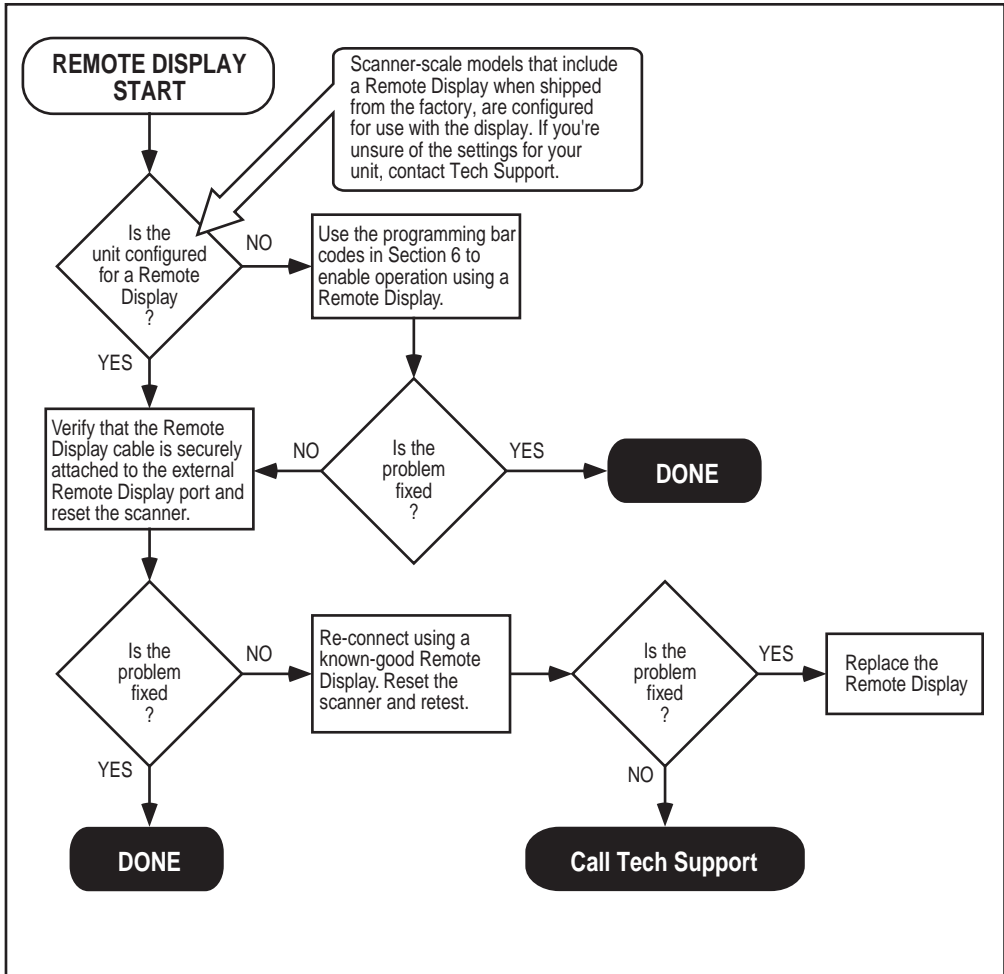 REMOTE DISPLAY
START
Scanner-scale models that include
a Remote Display when shipped
from the factory, are configured
for use with the display. If you're
unsure of the settings for your
unit, contact Tech Support.
Is the
unit configured
for a Remote
Display
?
NO
Use the programming bar
codes in Section 6 to
enable operation using a
Remote Display.
YES
Verify that the Remote
Display cable is securely
attached to the external
Remote Display port and
reset the scanner.
NO
Is the
problem
fixed
?
YES
DONE
Is the
problem
fixed
?
NO
Re-connect using a
known-good Remote
Display. Reset the
scanner and retest.
Is the
problem
fixed
?
YES
Replace the
Remote Display
YES
NO
DONE
Call Tech Support